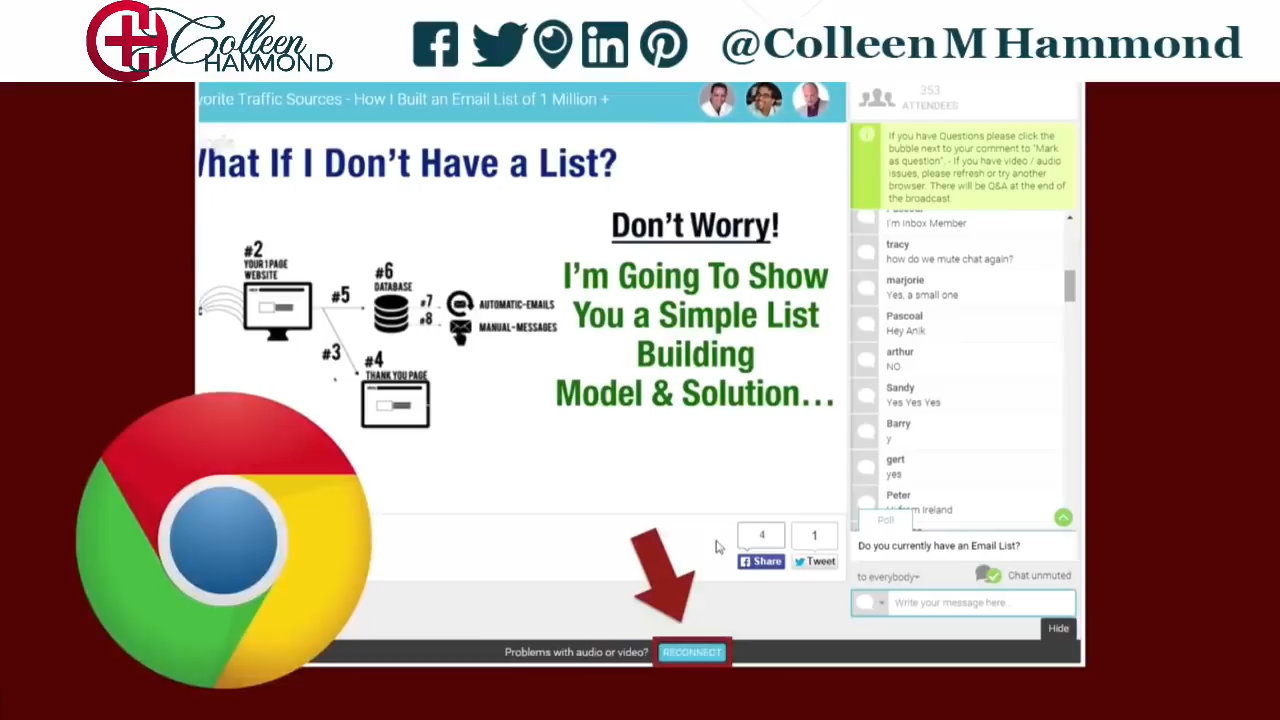 Colleen
HAMMOND
@ColleenMHammond
vorite Traffic Sources - How I Built an Email List of 1 Million +
353
ATTENDEES
If you have Questions please click the
bubble next to your comment to "Mark
as question". - If you have video / audio
issues, please refresh or try another
browser. There will be Q&A at the end of
the broadcast.
What If I Don't Have a List?
Don't Worry!
I'm Going To Show
You a Simple List
Building
Model & Solution...
#2
YOUR 1 PAGE
WEBSITE
#5
#6
DATABASE
#7
#8
AUTOMATIC-EMAILS
MANUAL-MESSAGES
#3
#4
THANK YOU PAGE
Pascoal
I'm Inbox Member
tracy
how do we mute chat again?
marjorie
Yes, a small one
Pascoal
Hey Anik
arthur
NO
Sandy
Yes Yes Yes
Barry
y
gert
yes
Peter
Hi from Ireland
Poll
Do you currently have an Email List?
to everybody
Chat unmuted
Write your message here...
Hide
4
1
Share
Tweet
Problems with audio or video?
RECONNECT